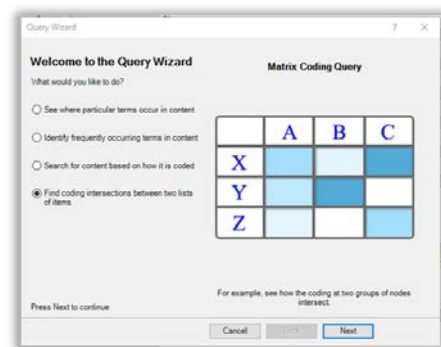 Query Wizard
? X
Welcome to the Query Wizard
What would you like to do?
See where particular terms occur in content
Identify frequently occurring terms in content
Search for content based on how it is coded
Find coding intersections between two lists
of items
Press Next to continue
Matrix Coding Query
A B C
X
Y
Z
For example, see how the coding at two groups of nodes
intersect.
Cancel
Next